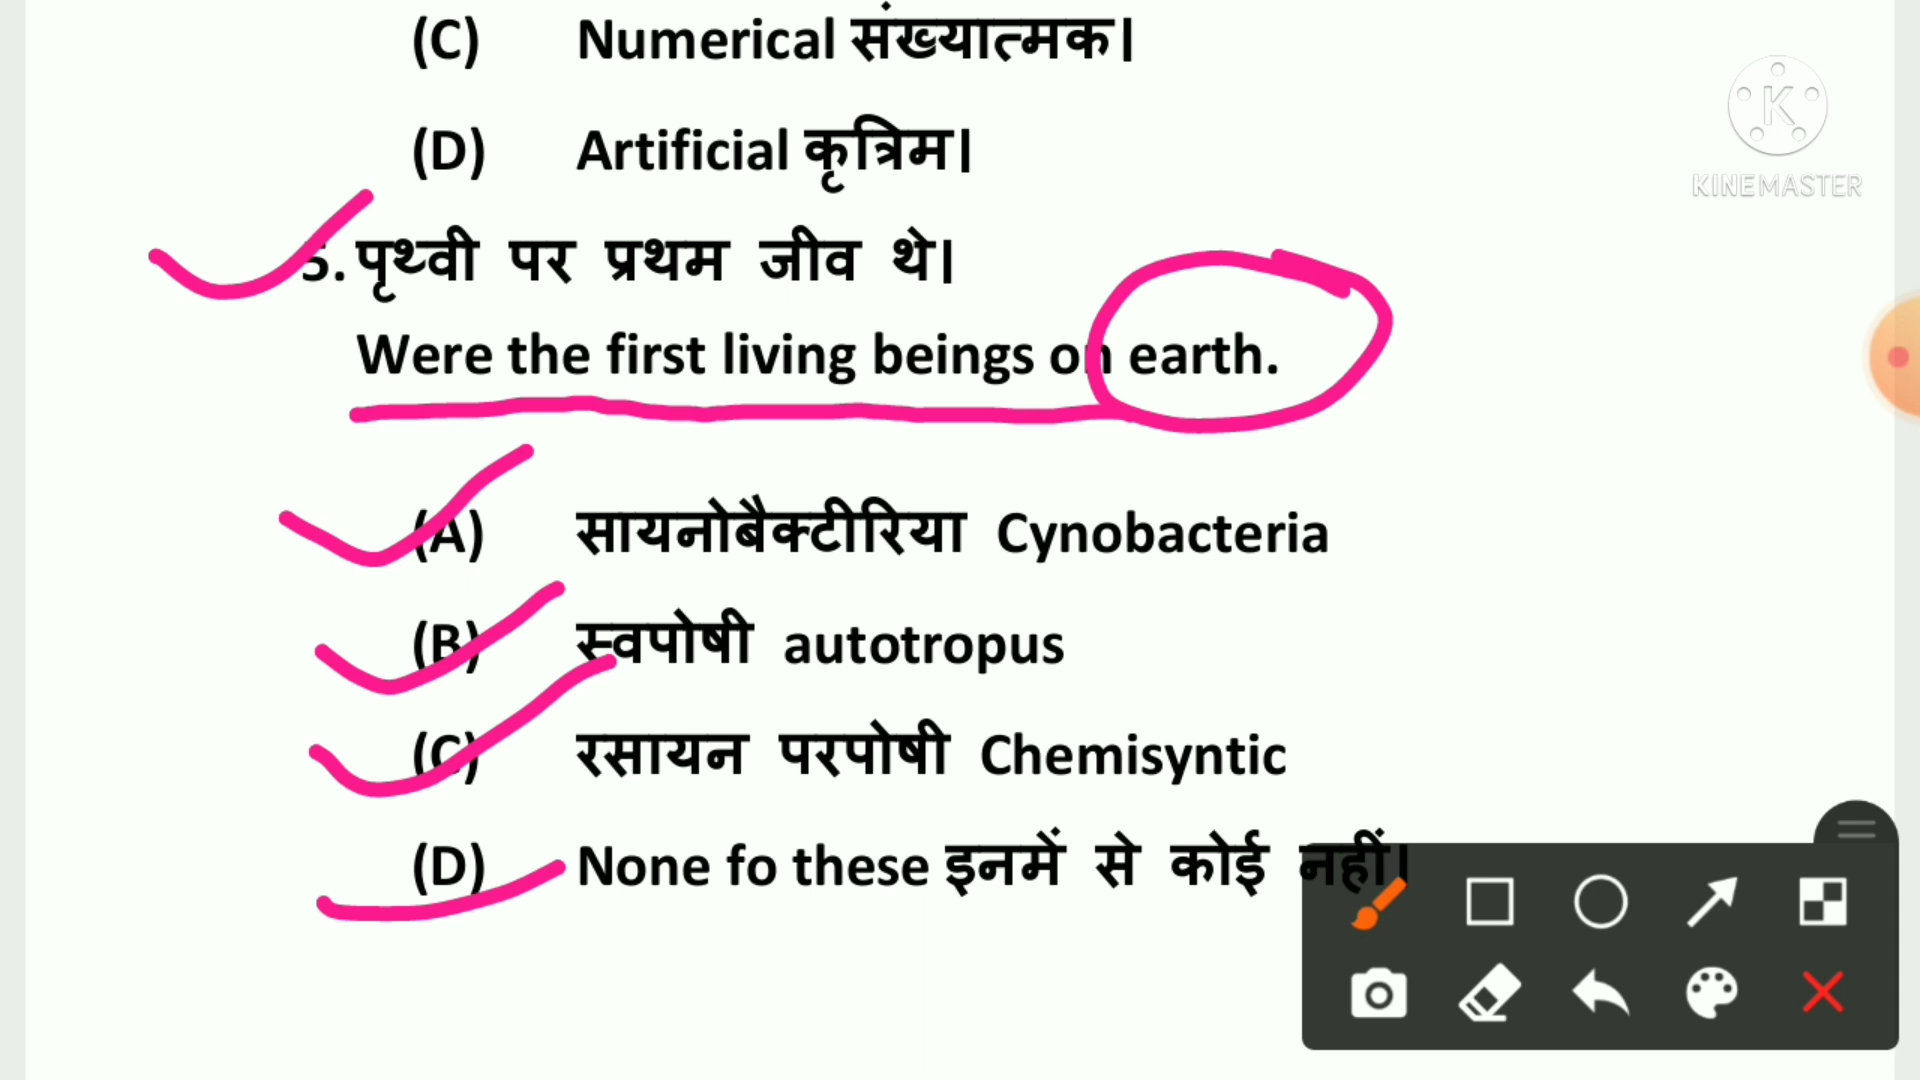 (C) Numerical संख्यात्मक।
(D) Artificial कृत्रिम।
5. पृथ्वी पर प्रथम जीव थे।
Were the first living beings on earth.
(A) सायनोबैक्टीरिया Cynobacteria
(B) स्वपोषी autotropus
(C) रसायन परपोषी Chemisyntic
(D) None fo these इनमें से कोई नहीं।
K
KINEMASTER